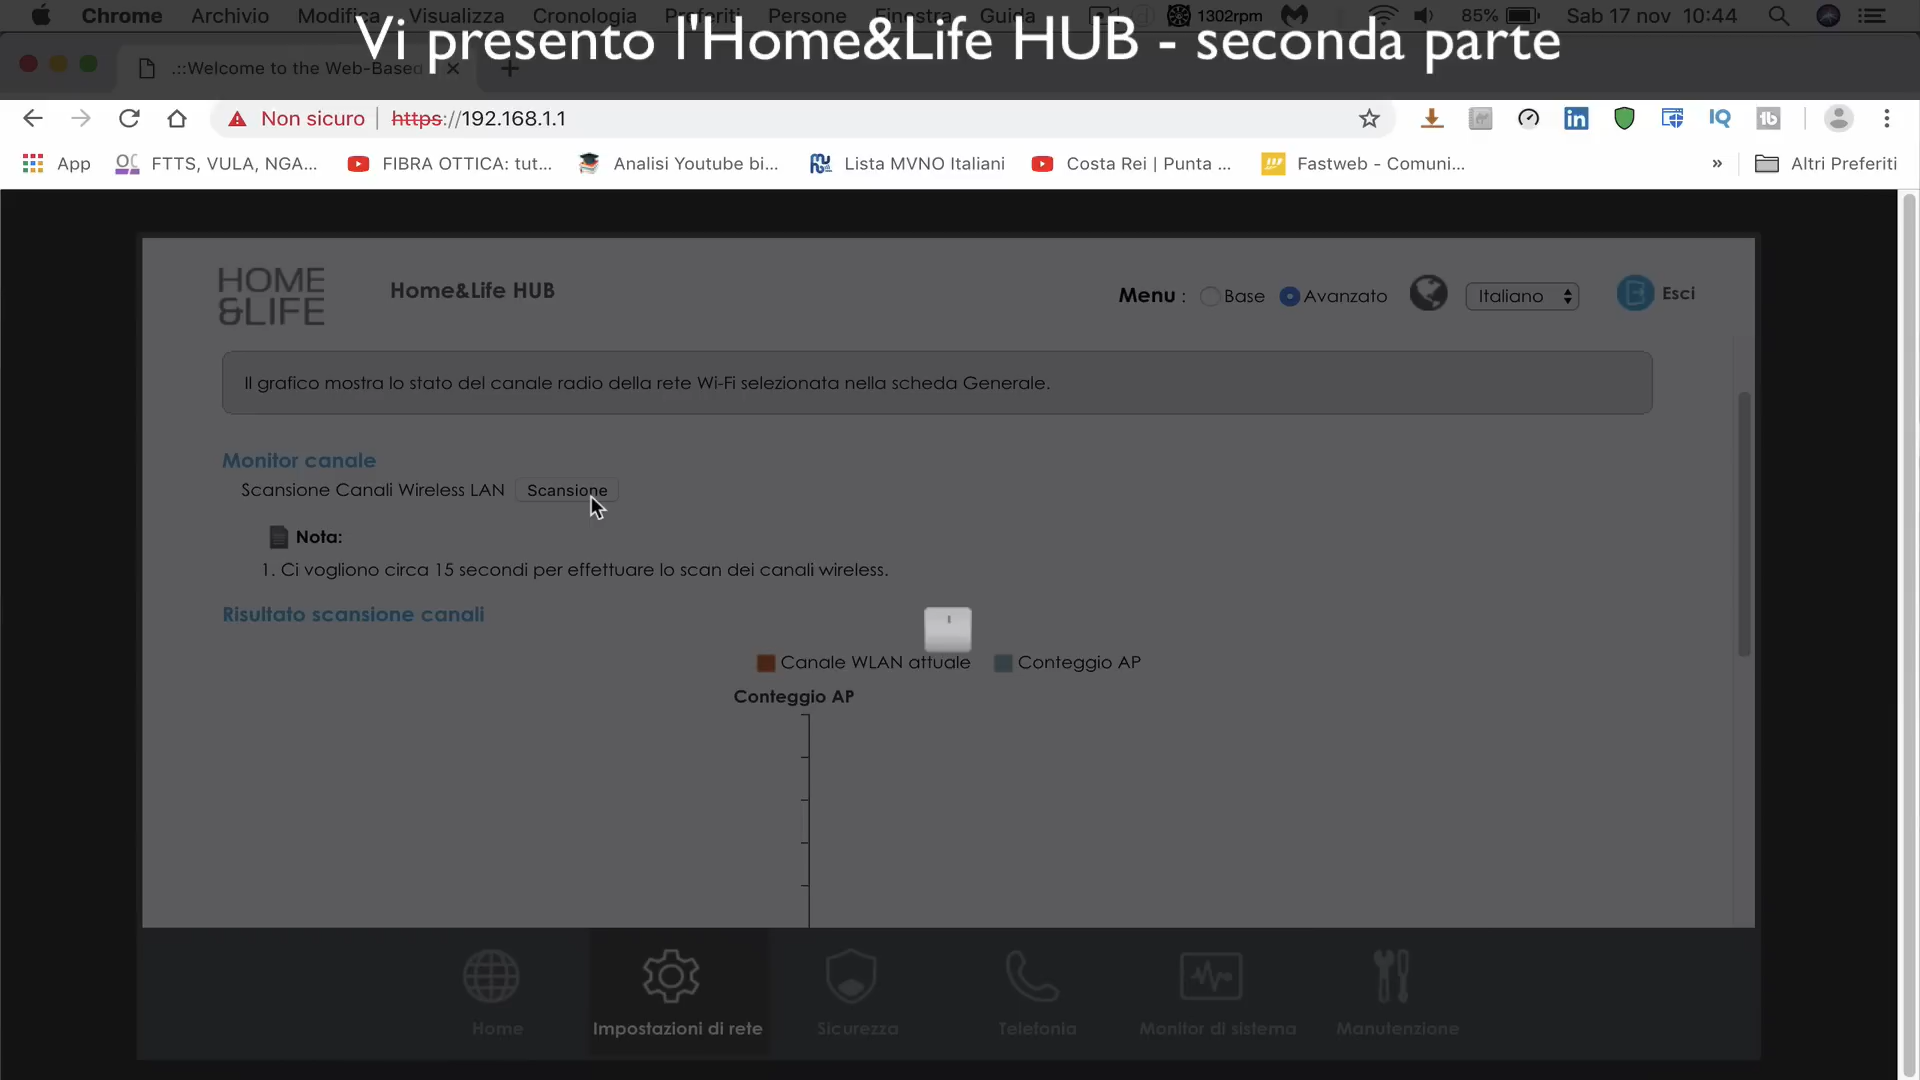 Chrome Archivio Modifica Visualizza Cronologia Preferiti Persone Finestra Guida 1302rpm 85% Sab 17 nov 10:44
Vi presento l'Home&Life HUB - seconda parte
.::Welcome to the Web-Based
Non sicuro https://192.168.1.1
App FTTS, VULA, NGA... FIBRA OTTICA: tut... Analisi Youtube bi... Lista MVNO Italiani Costa Rei | Punta ... Fastweb - Comuni... » Altri Preferiti
HOME
&LIFE
Home&Life HUB
Menu : Base Avanzato Italiano Esci
Il grafico mostra lo stato del canale radio della rete Wi-Fi selezionata nella scheda Generale.
Monitor canale
Scansione Canali Wireless LAN Scansione
Nota:
1. Ci vogliono circa 15 secondi per effettuare lo scan dei canali wireless.
Risultato scansione canali
Canale WLAN attuale Conteggio AP
Conteggio AP
Home Impostazioni di rete Sicurezza Telefonia Monitor di sistema Manutenzione